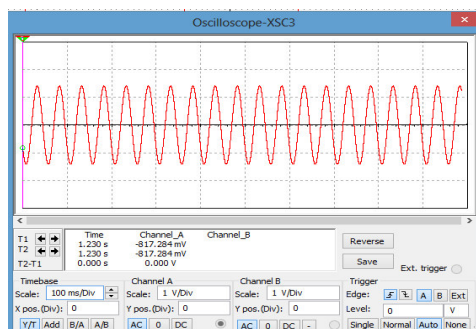 Oscilloscope-XSC3
Time Channel_A Channel_B
T1 1.230 s -817.284 mV
T2 1.230 s -817.284 mV
T2-T1 0.000 s 0.000 V
Reverse
Save
Ext. trigger
Timebase
Scale: 100 ms/Div
X pos.(Div): 0
Y/T Add B/A A/B
Channel A
Scale: 1 V/Div
Y pos.(Div): 0
AC 0 DC
Channel B
Scale: 1 V/Div
Y pos.(Div): 0
AC 0 DC -
Trigger
Edge: A B Ext
Level: 0 V
Single Normal Auto None